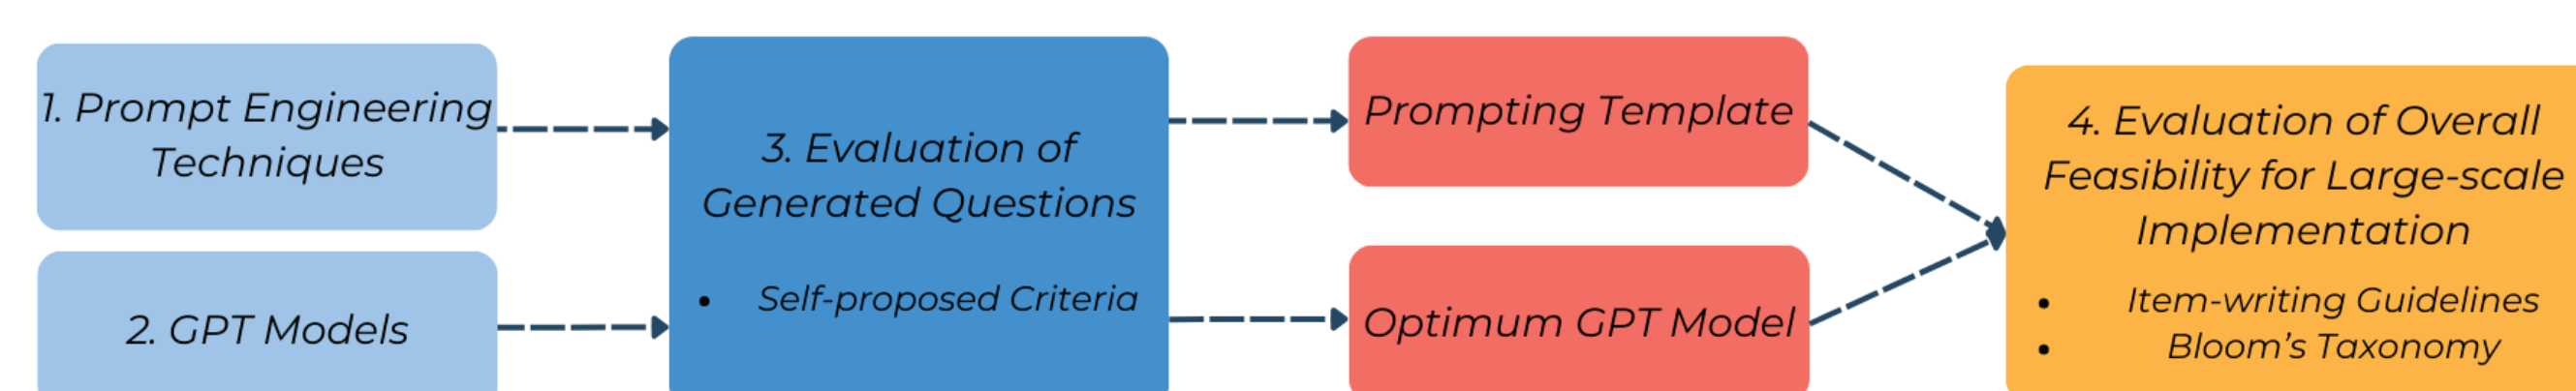 1. Prompt Engineering
Techniques
2. GPT Models
3. Evaluation of
Generated Questions
• Self-proposed Criteria
Prompting Template
Optimum GPT Model
4. Evaluation of Overall
Feasibility for Large-scale
Implementation
• Item-writing Guidelines
• Bloom’s Taxonomy